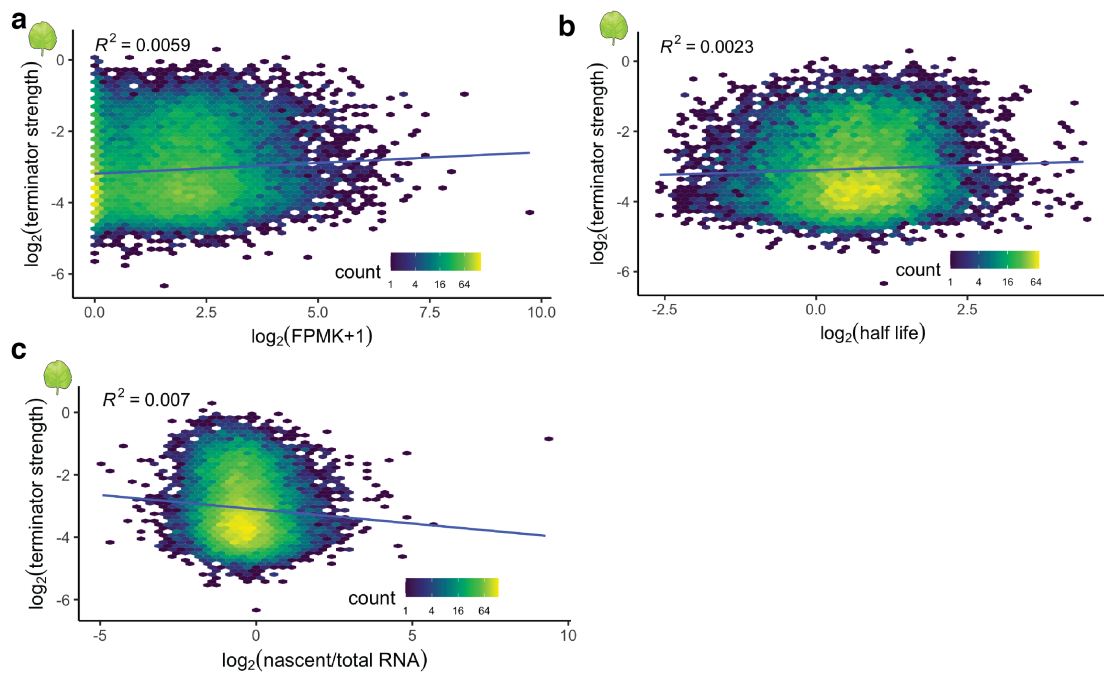 a
R² = 0.0059
log₂(terminator strength)
0
-2
-4
-6
count
1 4 16 64
0.0 2.5 5.0 7.5 10.0
log₂(FPMK+1)
b
R² = 0.0023
log₂(terminator strength)
0
-2
-4
-6
count
1 4 16 64
-2.5 0.0 2.5
log₂(half life)
c
R² = 0.007
log₂(terminator strength)
0
-2
-4
-6
count
1 4 16 64
-5 0 5 10
log₂(nascent/total RNA)